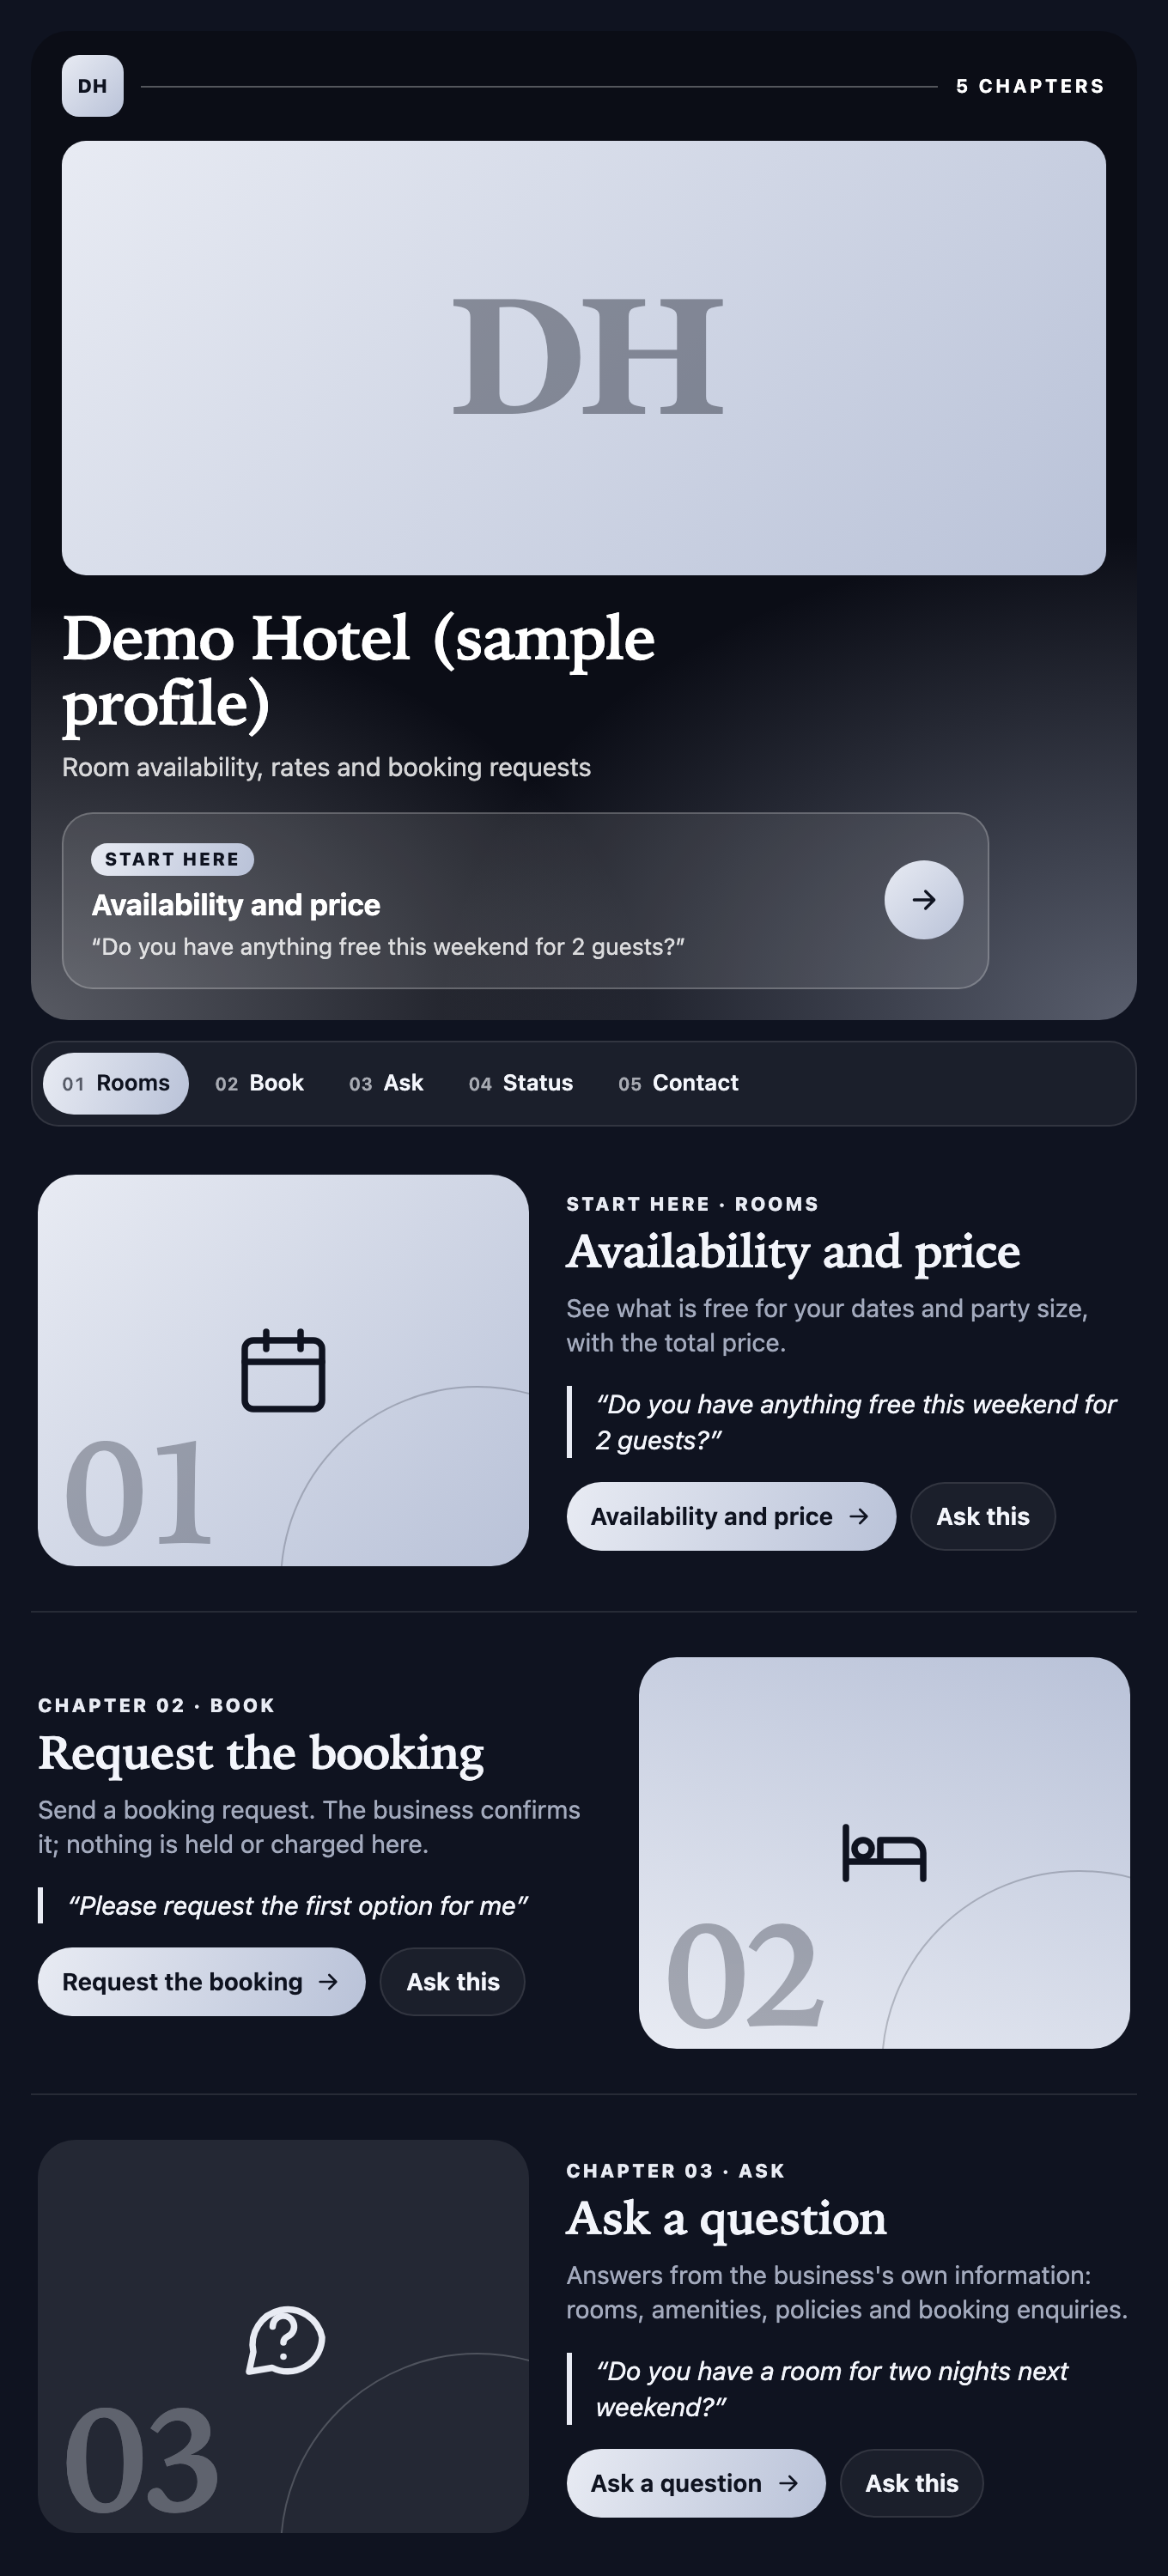 DH
5 CHAPTERS
DH
Demo Hotel (sample
profile)
Room availability, rates and booking requests
START HERE
Availability and price
“Do you have anything free this weekend for 2 guests?”
01 Rooms 02 Book 03 Ask 04 Status 05 Contact
01
START HERE · ROOMS
Availability and price
See what is free for your dates and party size,
with the total price.
“Do you have anything free this weekend for
2 guests?”
Availability and price → Ask this
CHAPTER 02 · BOOK
Request the booking
Send a booking request. The business confirms
it; nothing is held or charged here.
“Please request the first option for me”
Request the booking → Ask this
02
03
CHAPTER 03 · ASK
Ask a question
Answers from the business's own information:
rooms, amenities, policies and booking enquiries.
“Do you have a room for two nights next
weekend?”
Ask a question → Ask this